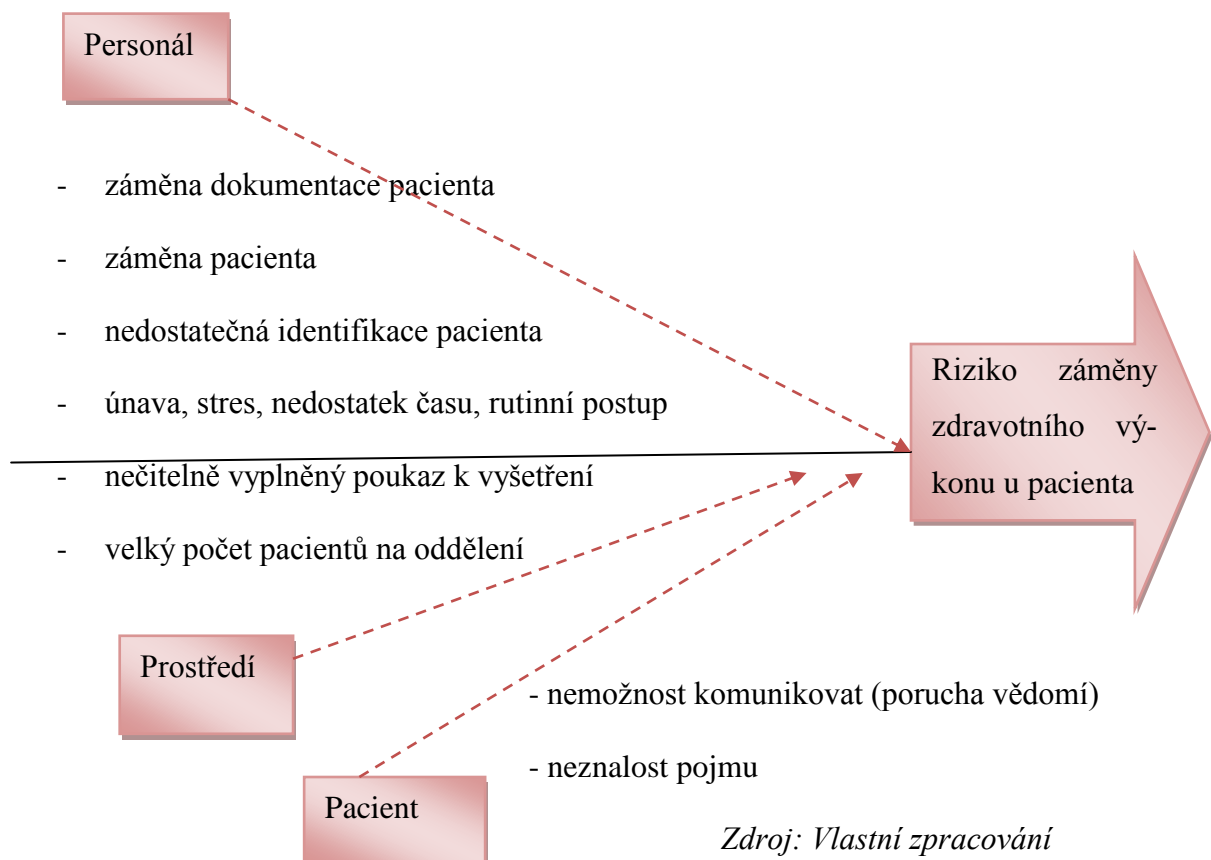 Personál
- záměna dokumentace pacienta
- záměna pacienta
- nedostatečná identifikace pacienta
- únava, stres, nedostatek času, rutinní postup
- nečitelně vyplněný poukaz k vyšetření
- velký počet pacientů na oddělení
Riziko záměny
zdravotního vý-
konu u pacienta
Prostředí
- nemožnost komunikovat (porucha vědomí)
- neznalost pojmu
Pacient
Zdroj: Vlastní zpracování